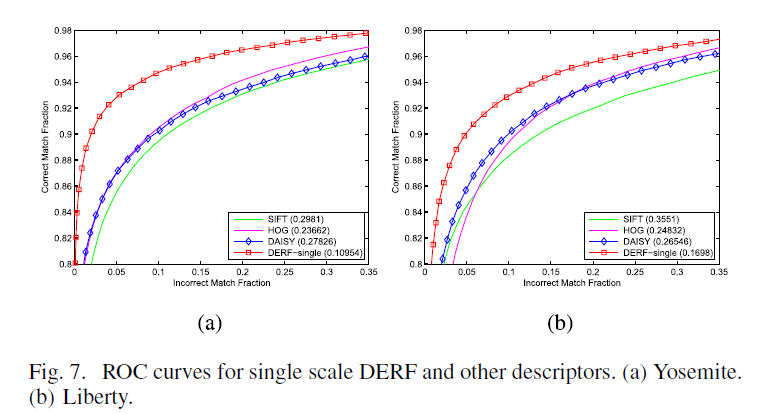 0.98
0.96
0.94
0.92
0.9
0.88
0.86
0.84
0.82
0.8
Correct Match Fraction
SIFT (0.2981)
HOG (0.23662)
DAISY (0.27826)
DERF−single (0.10954)
0 0.05 0.1 0.15 0.2 0.25 0.3 0.35
Incorrect Match Fraction
(a)
0.98
0.96
0.94
0.92
0.9
0.88
0.86
0.84
0.82
0.8
Correct Match Fraction
SIFT (0.3551)
HOG (0.24832)
DAISY (0.26546)
DERF−single (0.1698)
0 0.05 0.1 0.15 0.2 0.25 0.3 0.35
Incorrect Match Fraction
(b)
Fig. 7. ROC curves for single scale DERF and other descriptors. (a) Yosemite.
(b) Liberty.